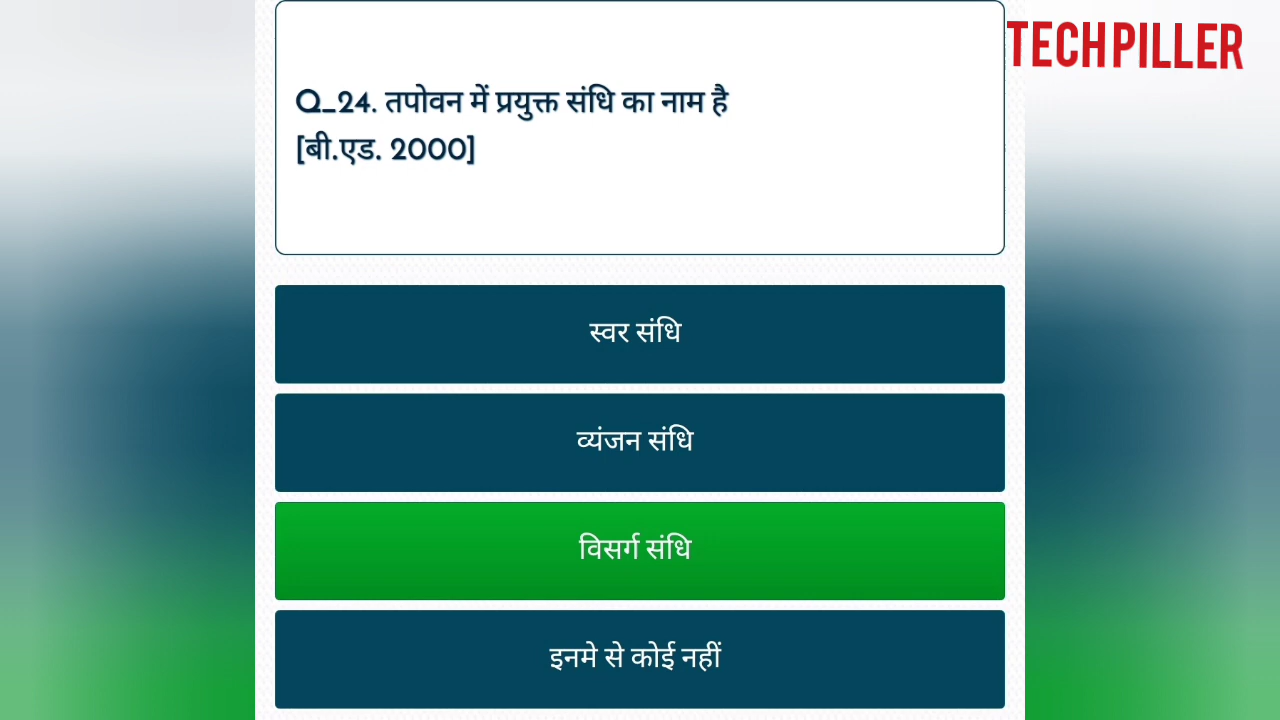 TECHPILLER
Q_24. तपोवन में प्रयुक्त संधि का नाम है
[बी.एड. 2000]
स्वर संधि
व्यंजन संधि
विसर्ग संधि
इनमे से कोई नहीं